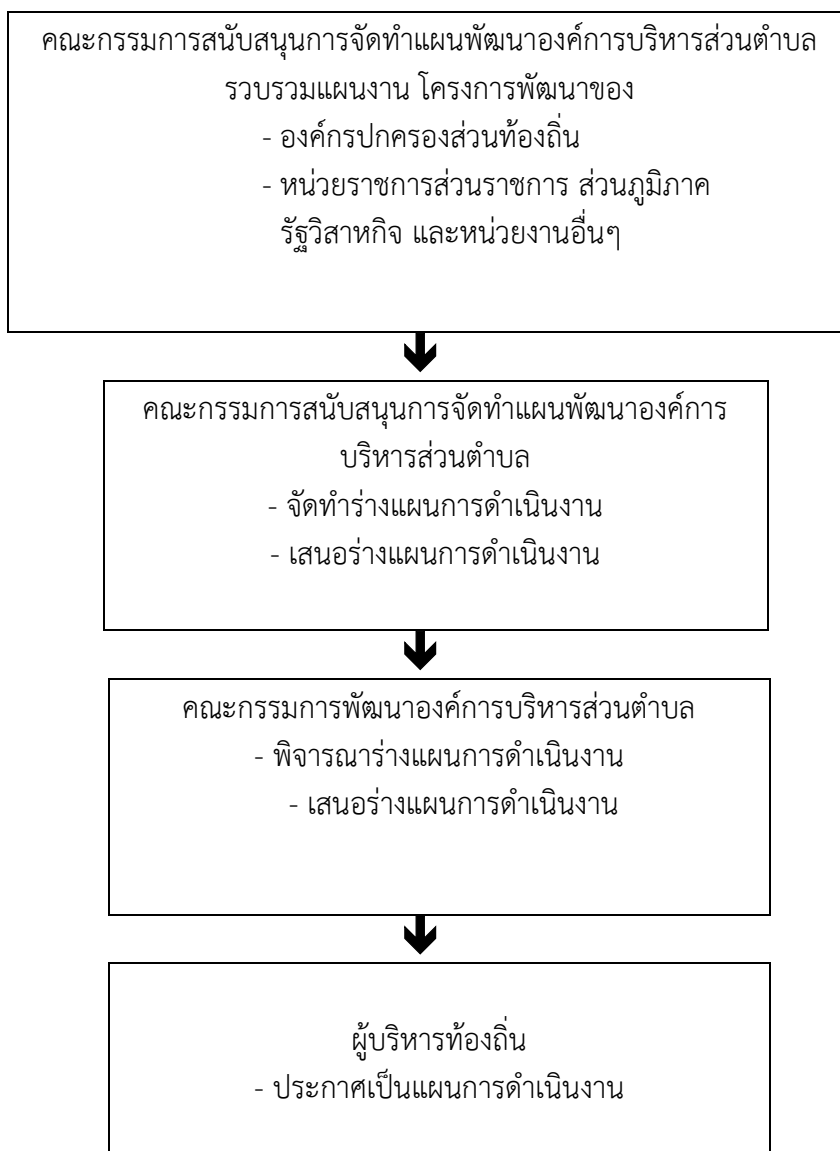 คณะกรรมการสนับสนุนการจัดทำแผนพัฒนาองค์การบริหารส่วนตำบล
รวบรวมแผนงาน โครงการพัฒนาของ
- องค์กรปกครองส่วนท้องถิ่น
- หน่วยราชการส่วนราชการ ส่วนภูมิภาค
รัฐวิสาหกิจ และหน่วยงานอื่นๆ
คณะกรรมการสนับสนุนการจัดทำแผนพัฒนาองค์การ
บริหารส่วนตำบล
- จัดทำร่างแผนการดำเนินงาน
- เสนอร่างแผนการดำเนินงาน
คณะกรรมการพัฒนาองค์การบริหารส่วนตำบล
- พิจารณาร่างแผนการดำเนินงาน
- เสนอร่างแผนการดำเนินงาน
ผู้บริหารท้องถิ่น
- ประกาศเป็นแผนการดำเนินงาน